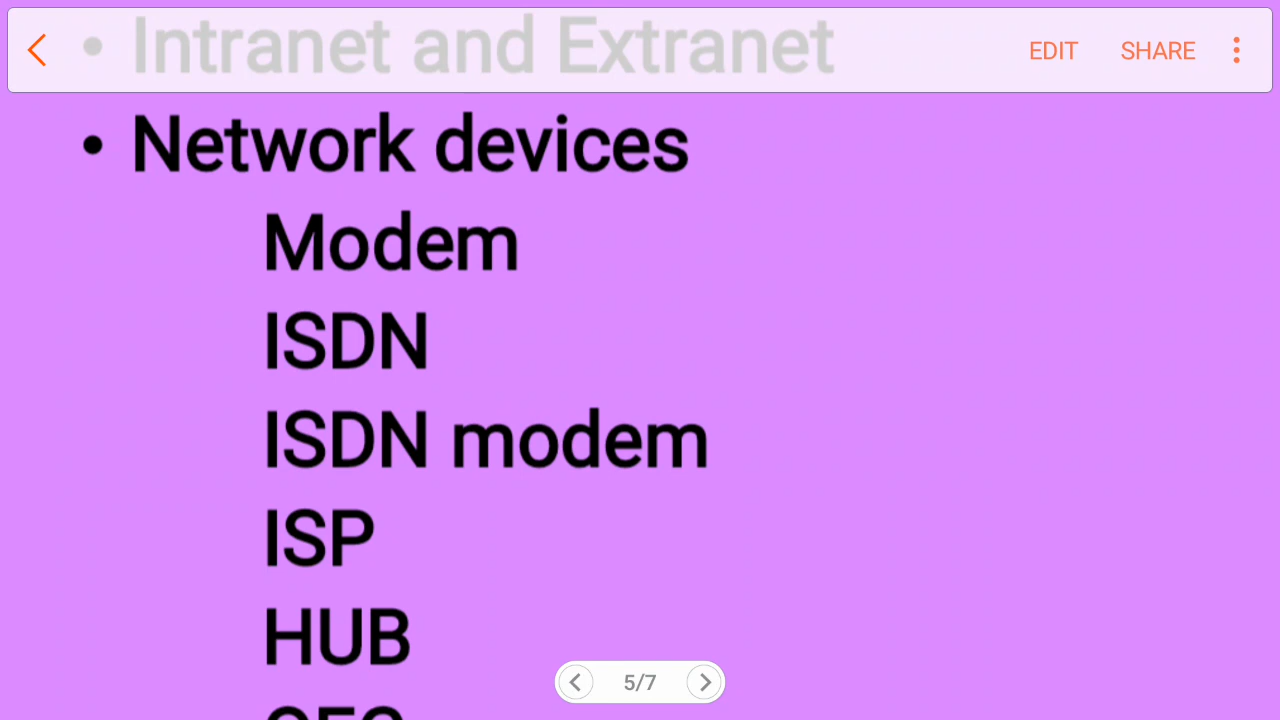 • Intranet and Extranet
EDIT SHARE
• Network devices
Modem
ISDN
ISDN modem
ISP
HUB
5/7